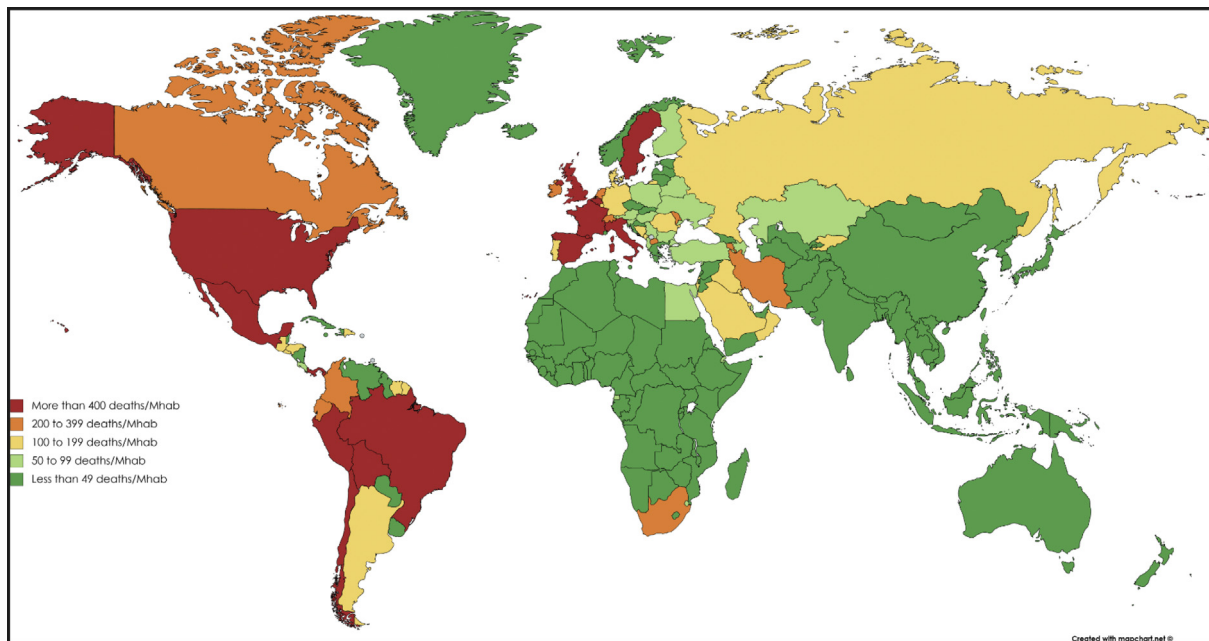 More than 400 deaths/Mhab
200 to 399 deaths/Mhab
100 to 199 deaths/Mhab
50 to 99 deaths/Mhab
Less than 49 deaths/Mhab
Created with mapchart.net ©